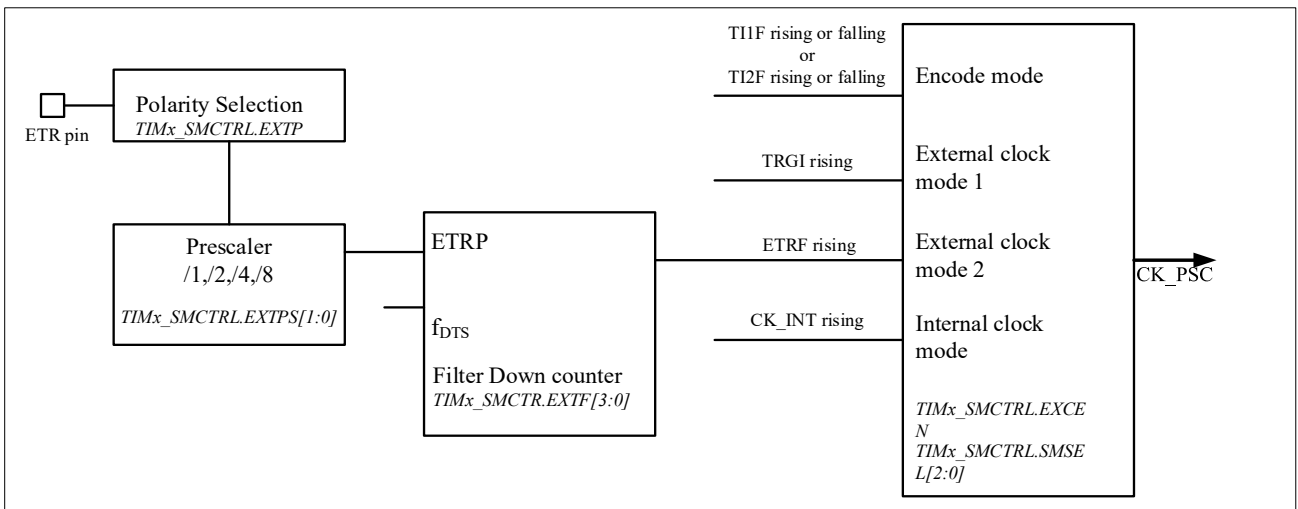 ETR pin
Polarity Selection
TIMx_SMCTRL.EXTP
Prescaler
/1,/2,/4,/8
TIMx_SMCTRL.EXTPS[1:0]
ETRP
fDTS
Filter Down counter
TIMx_SMCTR.EXTF[3:0]
TI1F rising or falling
or
TI2F rising or falling
TRGI rising
ETRF rising
CK_INT rising
Encode mode
External clock
mode 1
External clock
mode 2
Internal clock
mode
TIMx_SMCTRL.EXCE
N
TIMx_SMCTRL.SMSE
L[2:0]
CK_PSC